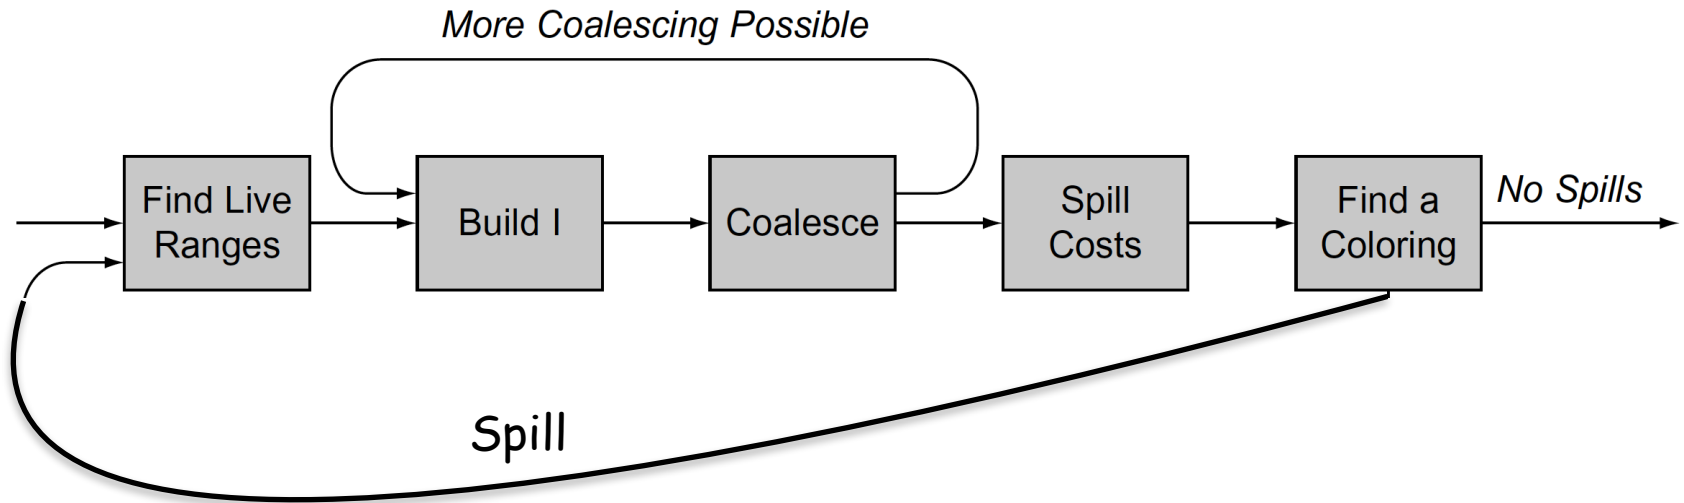 More Coalescing Possible
Find Live
Ranges
Build I
Coalesce
Spill
Costs
Find a
Coloring
No Spills
Spill